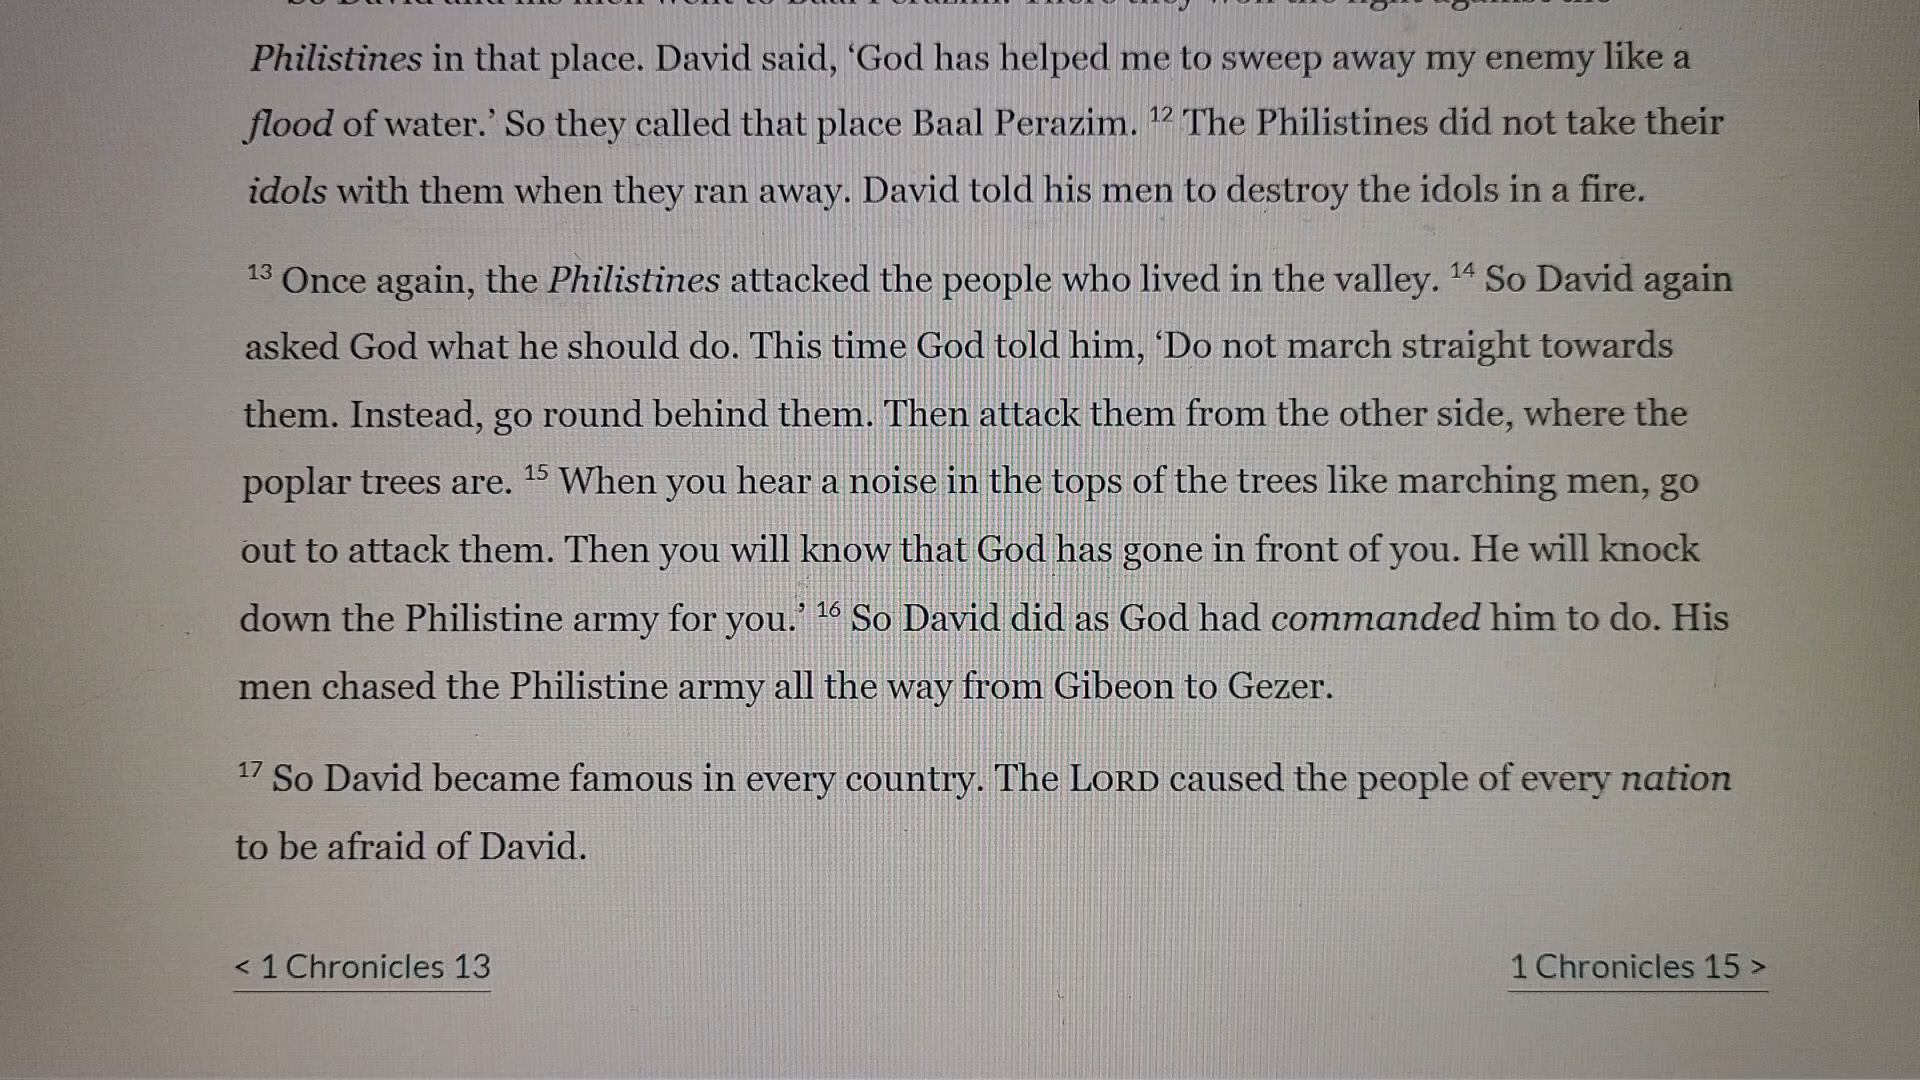 Philistines in that place. David said, ‘God has helped me to sweep away my enemy like a
flood of water.’ So they called that place Baal Perazim. 12 The Philistines did not take their
idols with them when they ran away. David told his men to destroy the idols in a fire.
13 Once again, the Philistines attacked the people who lived in the valley. 14 So David again
asked God what he should do. This time God told him, ‘Do not march straight towards
them. Instead, go round behind them. Then attack them from the other side, where the
poplar trees are. 15 When you hear a noise in the tops of the trees like marching men, go
out to attack them. Then you will know that God has gone in front of you. He will knock
down the Philistine army for you.’ 16 So David did as God had commanded him to do. His
men chased the Philistine army all the way from Gibeon to Gezer.
17 So David became famous in every country. The LORD caused the people of every nation
to be afraid of David.
< 1 Chronicles 13
1 Chronicles 15 >